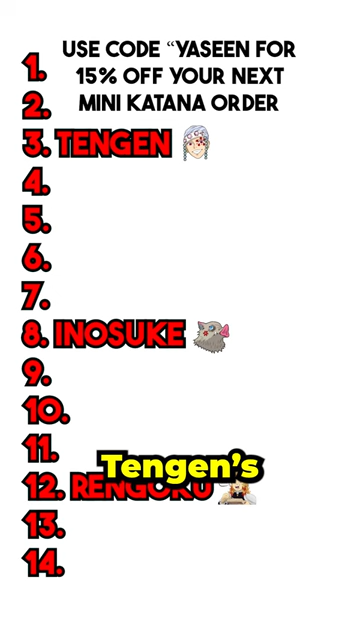 USE CODE “YASEEN FOR
15% OFF YOUR NEXT
MINI KATANA ORDER
1.
2.
3. TENGEN
4.
5.
6.
7.
8. INOSUKE
9.
10.
11.
Tengen's
12. RENGOKU
13.
14.